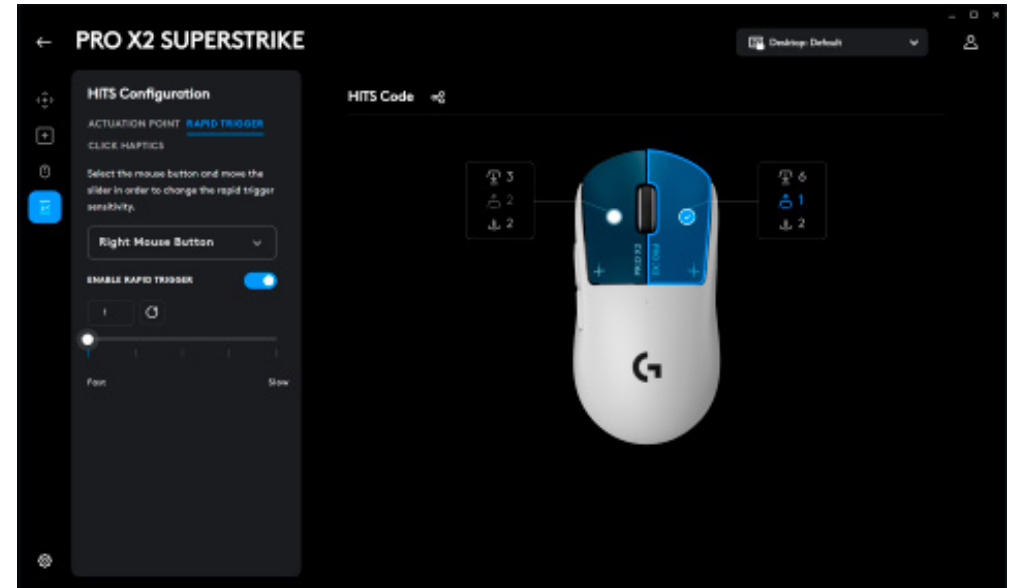 PRO X2 SUPERSTRIKE
Desktop: Default
HITS Configuration
ACTUATION POINT RAPID TRIGGER
CLICK HAPTICS
Select the mouse button and move the
slider in order to change the rapid trigger
sensitivity.
Right Mouse Button
ENABLE RAPID TRIGGER
1
Fast Slow
HITS Code
3
2
2
6
1
2
PRO X2
PRO X2
G